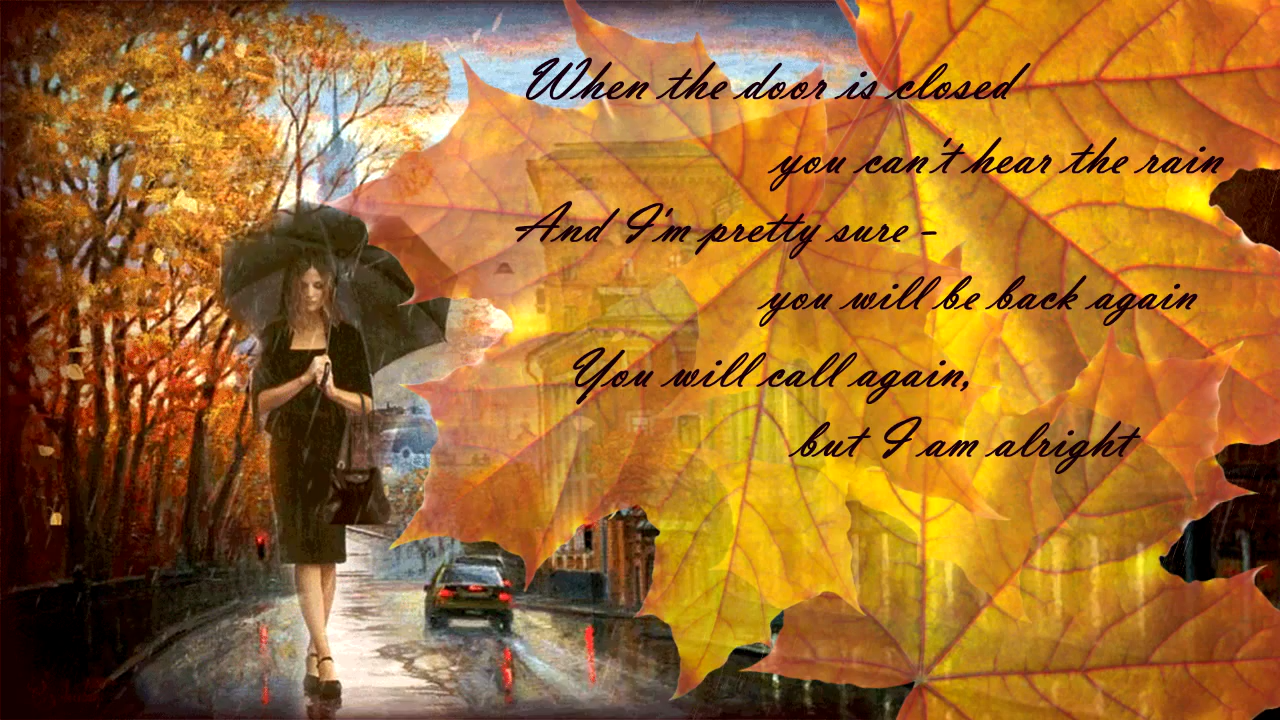 When the door is closed
you can't hear the rain
And I'm pretty sure -
you will be back again
You will call again,
but I am alright